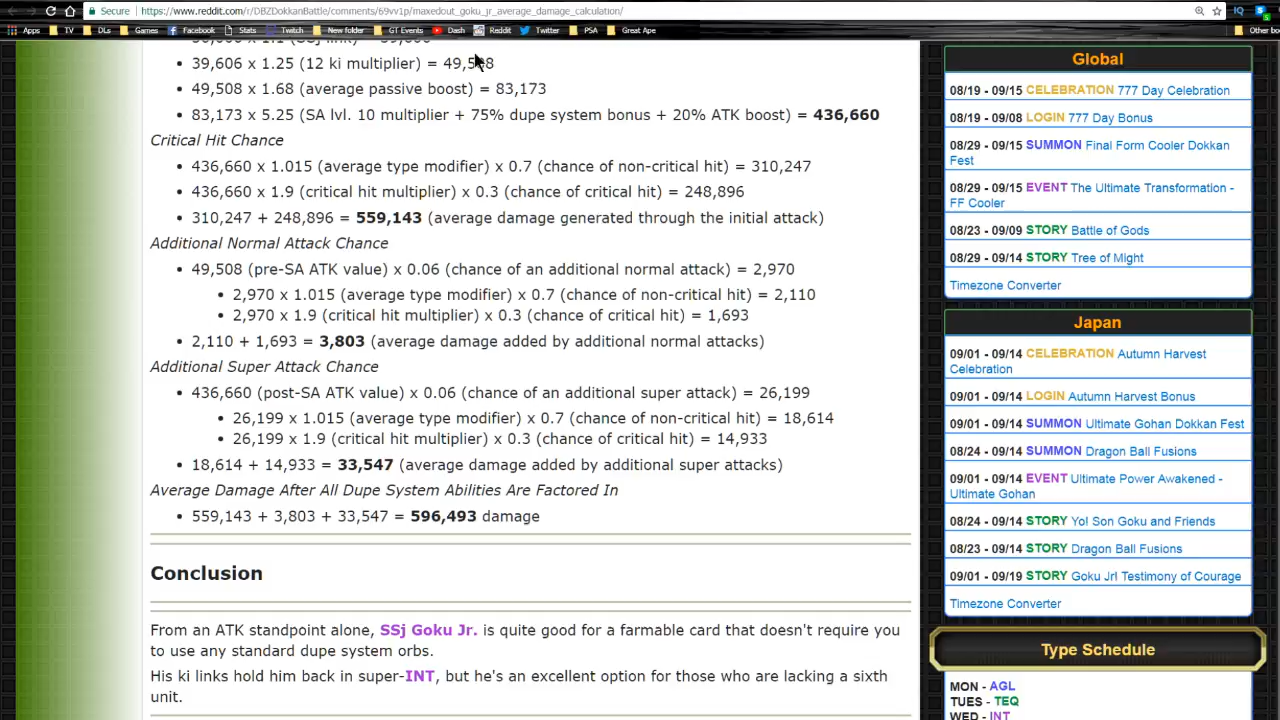 Secure https://www.reddit.com/r/DBZDokkanBattle/comments/69vv1p/maxedout_goku_jr_average_damage_calculation/
Apps TV DLs Games Facebook Stats Twitch New folder GT Events Dash Reddit Twitter PSA Great Ape Other
39,606 x 1.25 (12 ki multiplier) =
49,508 x 1.68 (average passive boost) = 83,173
83,173 x 5.25 (SA lvl. 10 multiplier + 75% dupe system bonus + 20% ATK boost) = 436,660
Critical Hit Chance
436,660 x 1.015 (average type modifier) x 0.7 (chance of non-critical hit) = 310,247
436,660 x 1.9 (critical hit multiplier) x 0.3 (chance of critical hit) = 248,896
310,247 + 248,896 = 559,143 (average damage generated through the initial attack)
Additional Normal Attack Chance
49,508 (pre-SA ATK value) x 0.06 (chance of an additional normal attack) = 2,970
2,970 x 1.015 (average type modifier) x 0.7 (chance of non-critical hit) = 2,110
2,970 x 1.9 (critical hit multiplier) x 0.3 (chance of critical hit) = 1,693
2,110 + 1,693 = 3,803 (average damage added by additional normal attacks)
Additional Super Attack Chance
436,660 (post-SA ATK value) x 0.06 (chance of an additional super attack) = 26,199
26,199 x 1.015 (average type modifier) x 0.7 (chance of non-critical hit) = 18,614
26,199 x 1.9 (critical hit multiplier) x 0.3 (chance of critical hit) = 14,933
18,614 + 14,933 = 33,547 (average damage added by additional super attacks)
Average Damage After All Dupe System Abilities Are Factored In
559,143 + 3,803 + 33,547 = 596,493 damage
Conclusion
From an ATK standpoint alone, SSj Goku Jr. is quite good for a farmable card that doesn't require you
to use any standard dupe system orbs.
His ki links hold him back in super INT, but he's an excellent option for those who are lacking a sixth
unit.
Global
08/19 - 09/15 CELEBRATION 777 Day Celebration
08/19 - 09/08 LOGIN 777 Day Bonus
08/29 - 09/15 SUMMON Final Form Cooler Dokkan
Fest
08/29 - 09/15 EVENT The Ultimate Transformation -
FF Cooler
08/23 - 09/09 STORY Battle of Gods
08/29 - 09/14 STORY Tree of Might
Timezone Converter
Japan
09/01 - 09/14 CELEBRATION Autumn Harvest
Celebration
09/01 - 09/14 LOGIN Autumn Harvest Bonus
09/01 - 09/14 SUMMON Ultimate Gohan Dokkan Fest
08/24 - 09/14 SUMMON Dragon Ball Fusions
09/01 - 09/14 EVENT Ultimate Power Awakened -
Ultimate Gohan
08/24 - 09/14 STORY Yo! Son Goku and Friends
08/23 - 09/14 STORY Dragon Ball Fusions
09/01 - 09/19 STORY Goku Jr! Testimony of Courage
Timezone Converter
Type Schedule
MON - AGL
TUES - TEQ
WED - INT